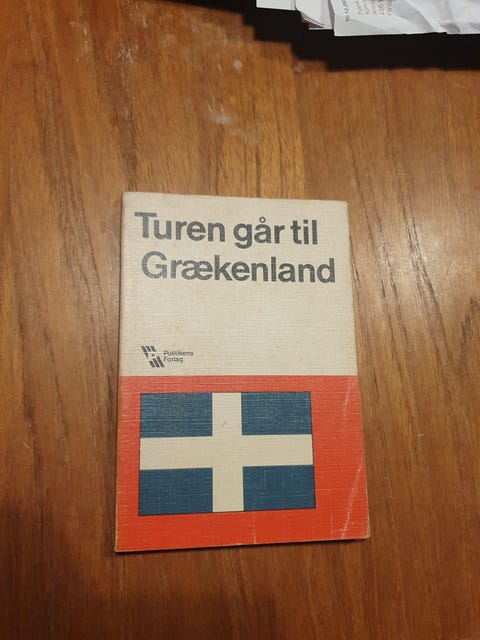 Turen går til
Grækenland
Politikens
Forlag